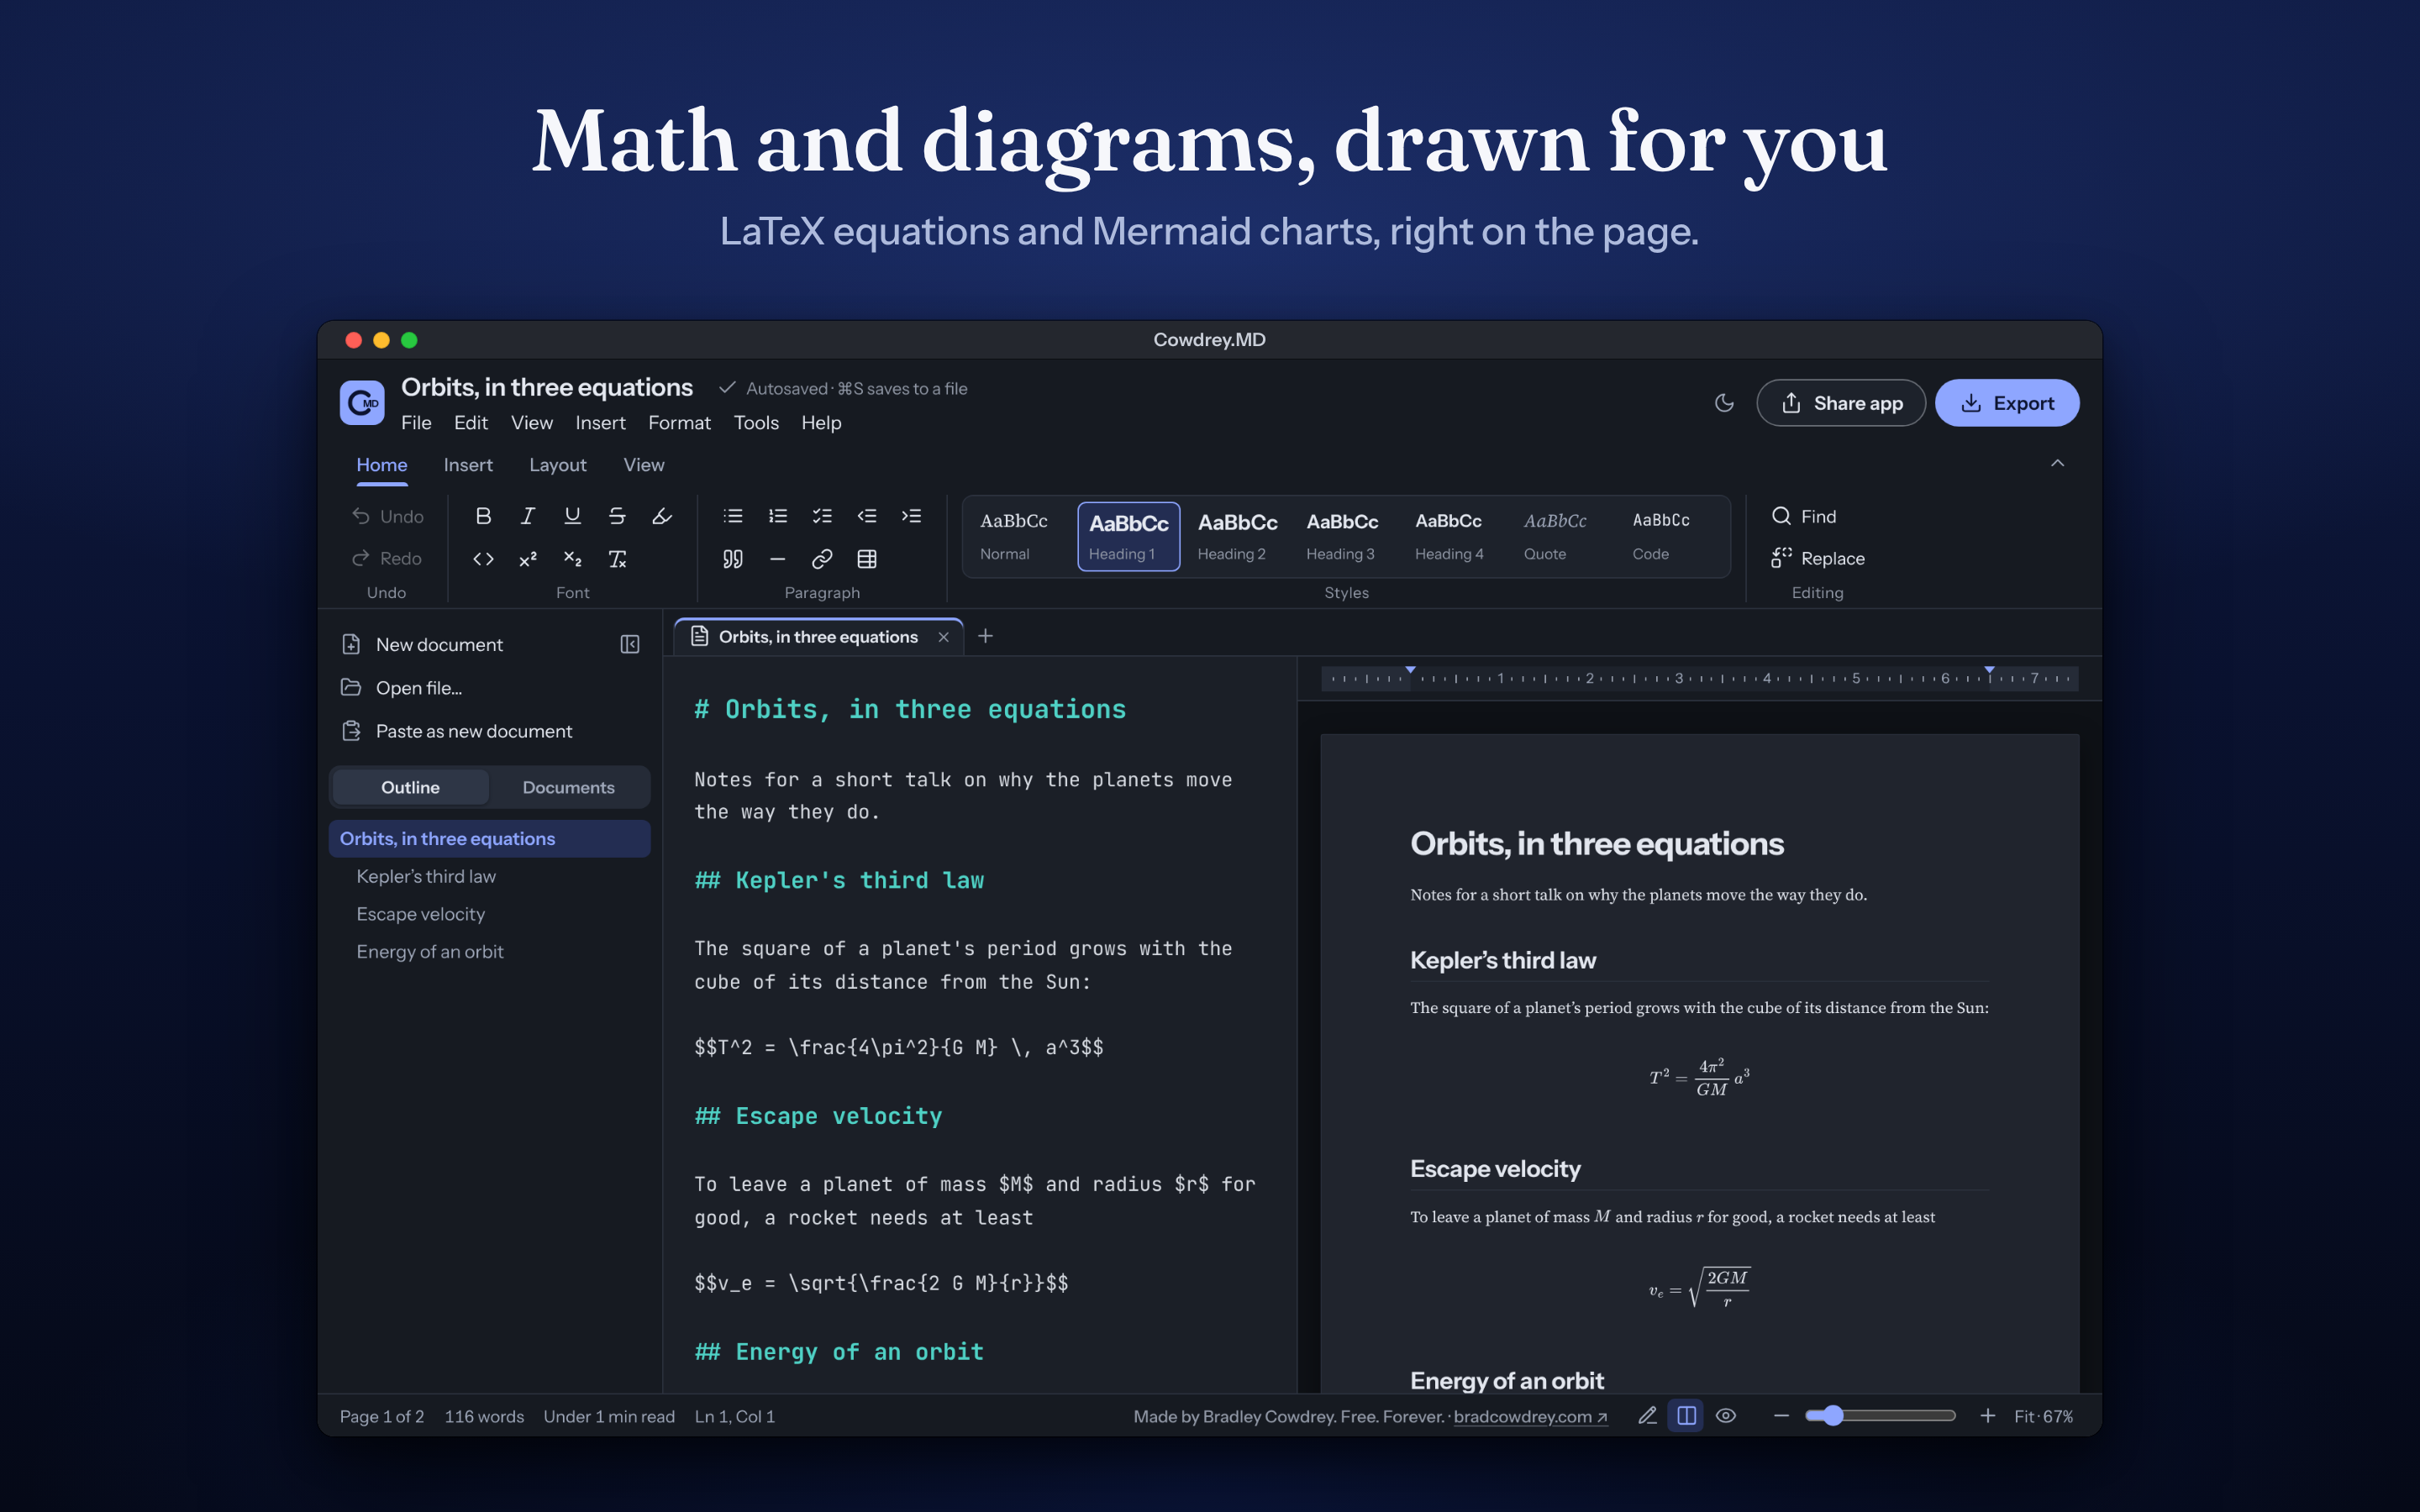 Math and diagrams, drawn for you
LaTeX equations and Mermaid charts, right on the page.
Cowdrey.MD
CMD
Orbits, in three equations
Autosaved · ⌘S saves to a file
File Edit View Insert Format Tools Help
Share app
Export
Home Insert Layout View
Undo
Redo
Undo
B I U S
x² x₂ Tx
Font
Paragraph
AaBbCc AaBbCc AaBbCc AaBbCc AaBbCc AaBbCc AaBbCc
Normal Heading 1 Heading 2 Heading 3 Heading 4 Quote Code
Styles
Find
Replace
Editing
New document
Open file...
Paste as new document
Outline Documents
Orbits, in three equations
Kepler’s third law
Escape velocity
Energy of an orbit
Orbits, in three equations
# Orbits, in three equations
Notes for a short talk on why the planets move
the way they do.
## Kepler's third law
The square of a planet's period grows with the
cube of its distance from the Sun:
$$T^2 = \frac{4\pi^2}{G M} \, a^3$$
## Escape velocity
To leave a planet of mass $M$ and radius $r$ for
good, a rocket needs at least
$$v_e = \sqrt{\frac{2 G M}{r}}$$
## Energy of an orbit
1 2 3 4 5 6 7
Orbits, in three equations
Notes for a short talk on why the planets move the way they do.
Kepler’s third law
The square of a planet’s period grows with the cube of its distance from the Sun:
T² = 4π²/GM a³
Escape velocity
To leave a planet of mass M and radius r for good, a rocket needs at least
vₑ = √(2GM/r)
Energy of an orbit
Page 1 of 2 116 words Under 1 min read Ln 1, Col 1
Made by Bradley Cowdrey. Free. Forever. · bradcowdrey.com ↗
Fit · 67%